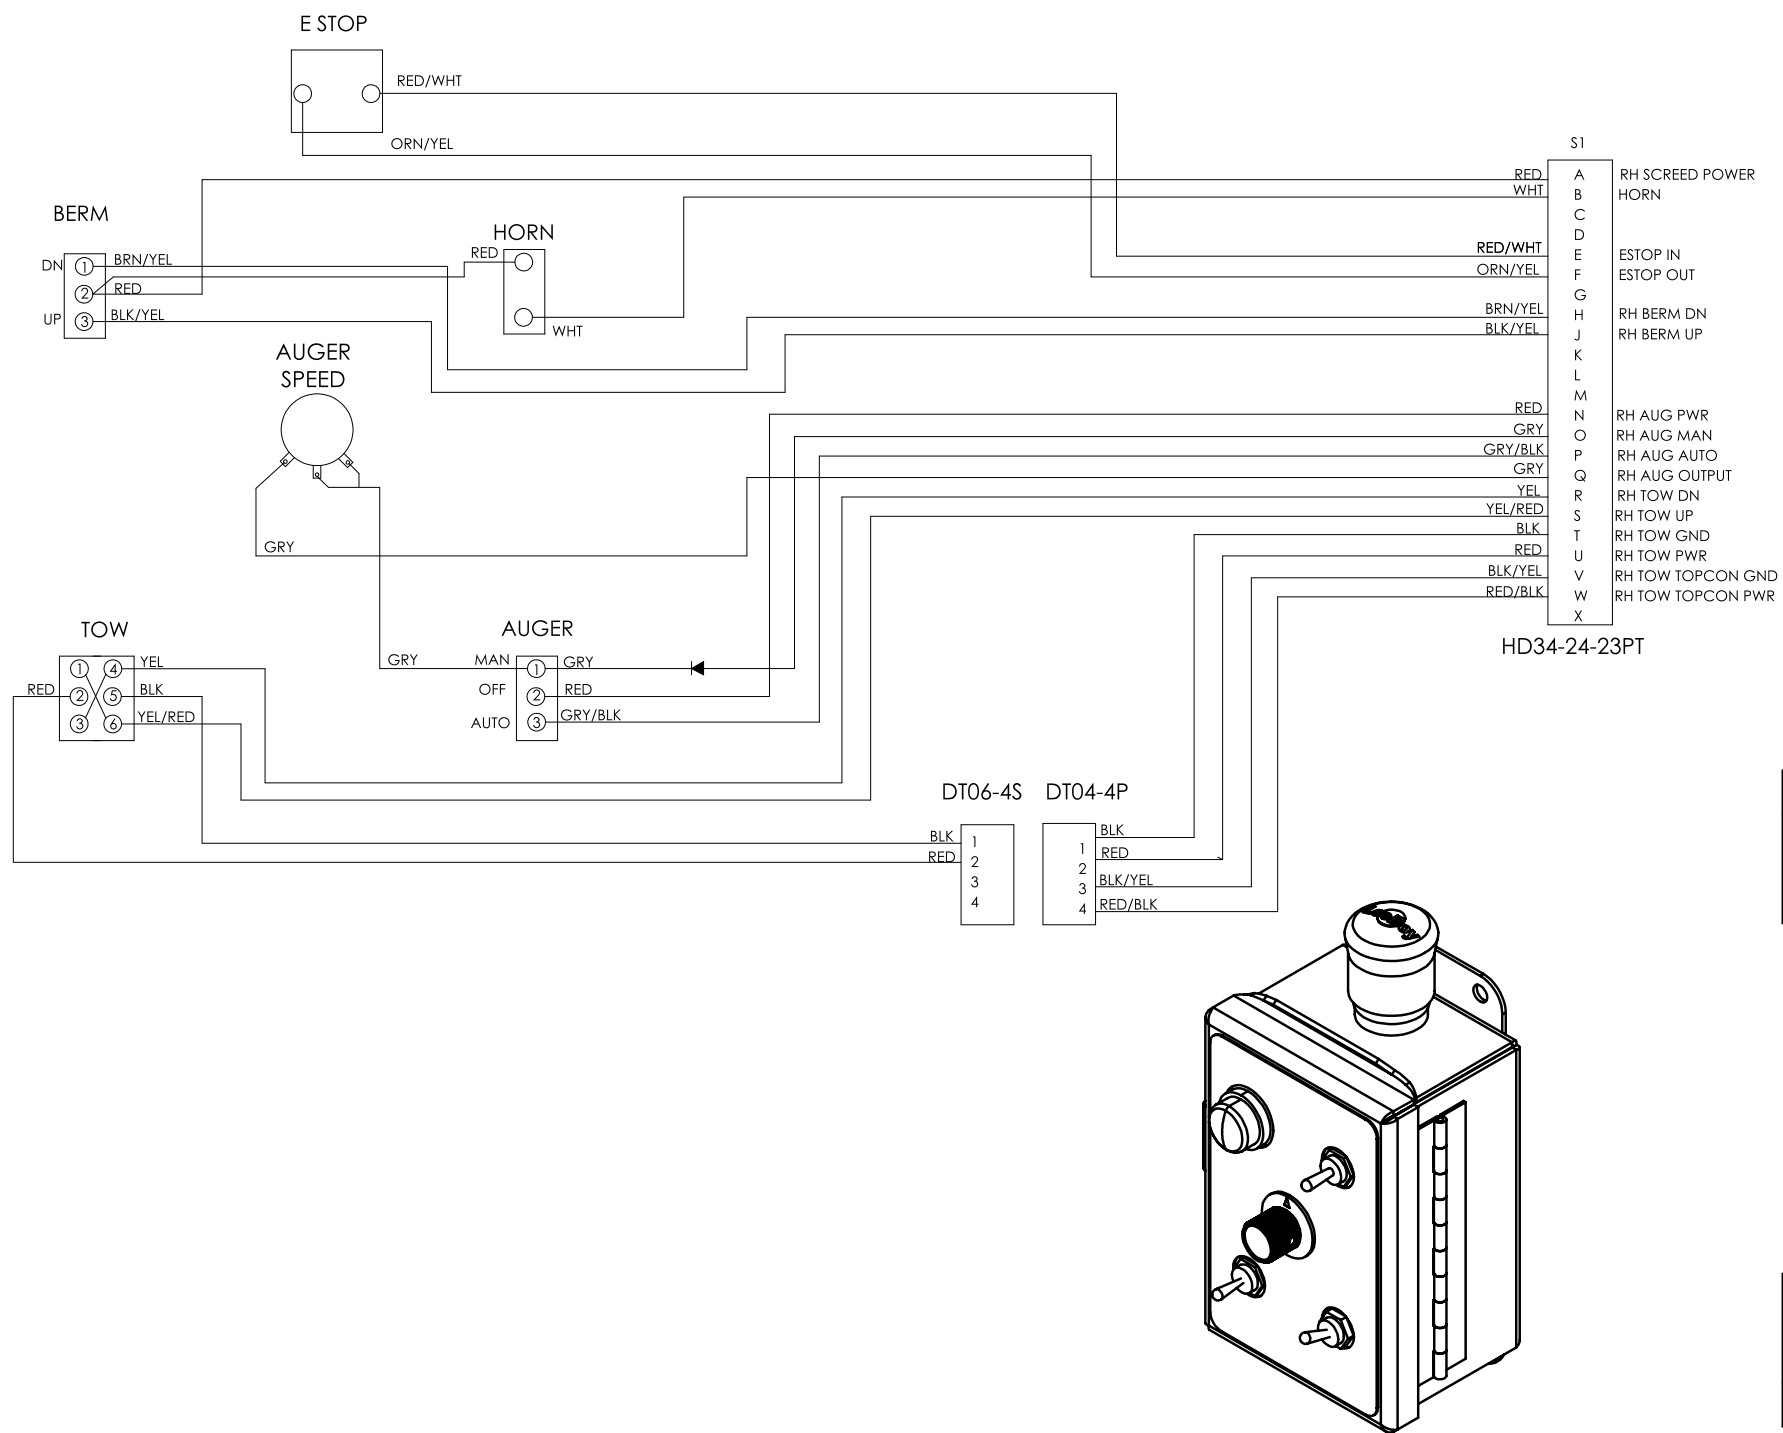 E STOP
RED/WHT
ORN/YEL
S1
RED A RH SCREED POWER
WHT B HORN
C
D
RED/WHT E ESTOP IN
ORN/YEL F ESTOP OUT
G
BRN/YEL H RH BERM DN
BLK/YEL J RH BERM UP
K
L
M
RED N RH AUG PWR
GRY O RH AUG MAN
GRY/BLK P RH AUG AUTO
GRY Q RH AUG OUTPUT
YEL R RH TOW DN
YEL/RED S RH TOW UP
BLK T RH TOW GND
RED U RH TOW PWR
BLK/YEL V RH TOW TOPCON GND
RED/BLK W RH TOW TOPCON PWR
X
HD34-24-23PT
BERM
DN 1 BRN/YEL
2 RED
UP 3 BLK/YEL
HORN
RED
WHT
AUGER
SPEED
GRY
TOW
1 4 YEL
RED 2 5 BLK
3 6 YEL/RED
AUGER
GRY MAN 1 GRY
OFF 2 RED
AUTO 3 GRY/BLK
DT06-4S
BLK 1
RED 2
3
4
DT04-4P
BLK
1 RED
2
3 BLK/YEL
4 RED/BLK